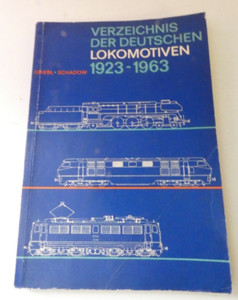 VERZEICHNIS
DER DEUTSCHEN
LOKOMOTIVEN
SCHADOW 1923-1963